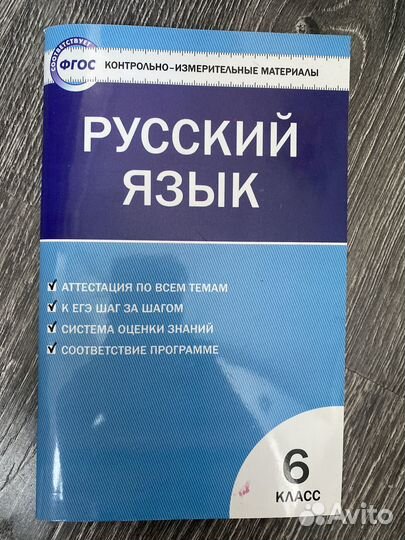 СООТВЕТСТВУЕТ
ФГОС
КОНТРОЛЬНО-ИЗМЕРИТЕЛЬНЫЕ МАТЕРИАЛЫ
РУССКИЙ
ЯЗЫК
АТТЕСТАЦИЯ ПО ВСЕМ ТЕМАМ
К ЕГЭ ШАГ ЗА ШАГОМ
СИСТЕМА ОЦЕНКИ ЗНАНИЙ
СООТВЕТСТВИЕ ПРОГРАММЕ
6
КЛАСС
Avito